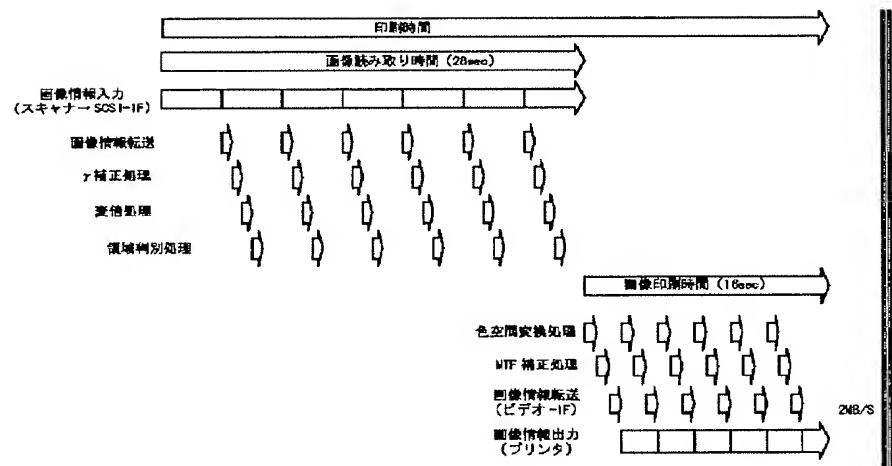 印刷時間
画像読み取り時間 (28sec)
画像情報入力
(スキャナ→SCSI-IF)
画像情報転送
γ補正処理
変倍処理
領域判別処理
画像印刷時間 (16sec)
色空間変換処理
MTF 補正処理
画像情報転送
(ビデオ-IF)
2MB/S
画像情報出力
(プリンタ)